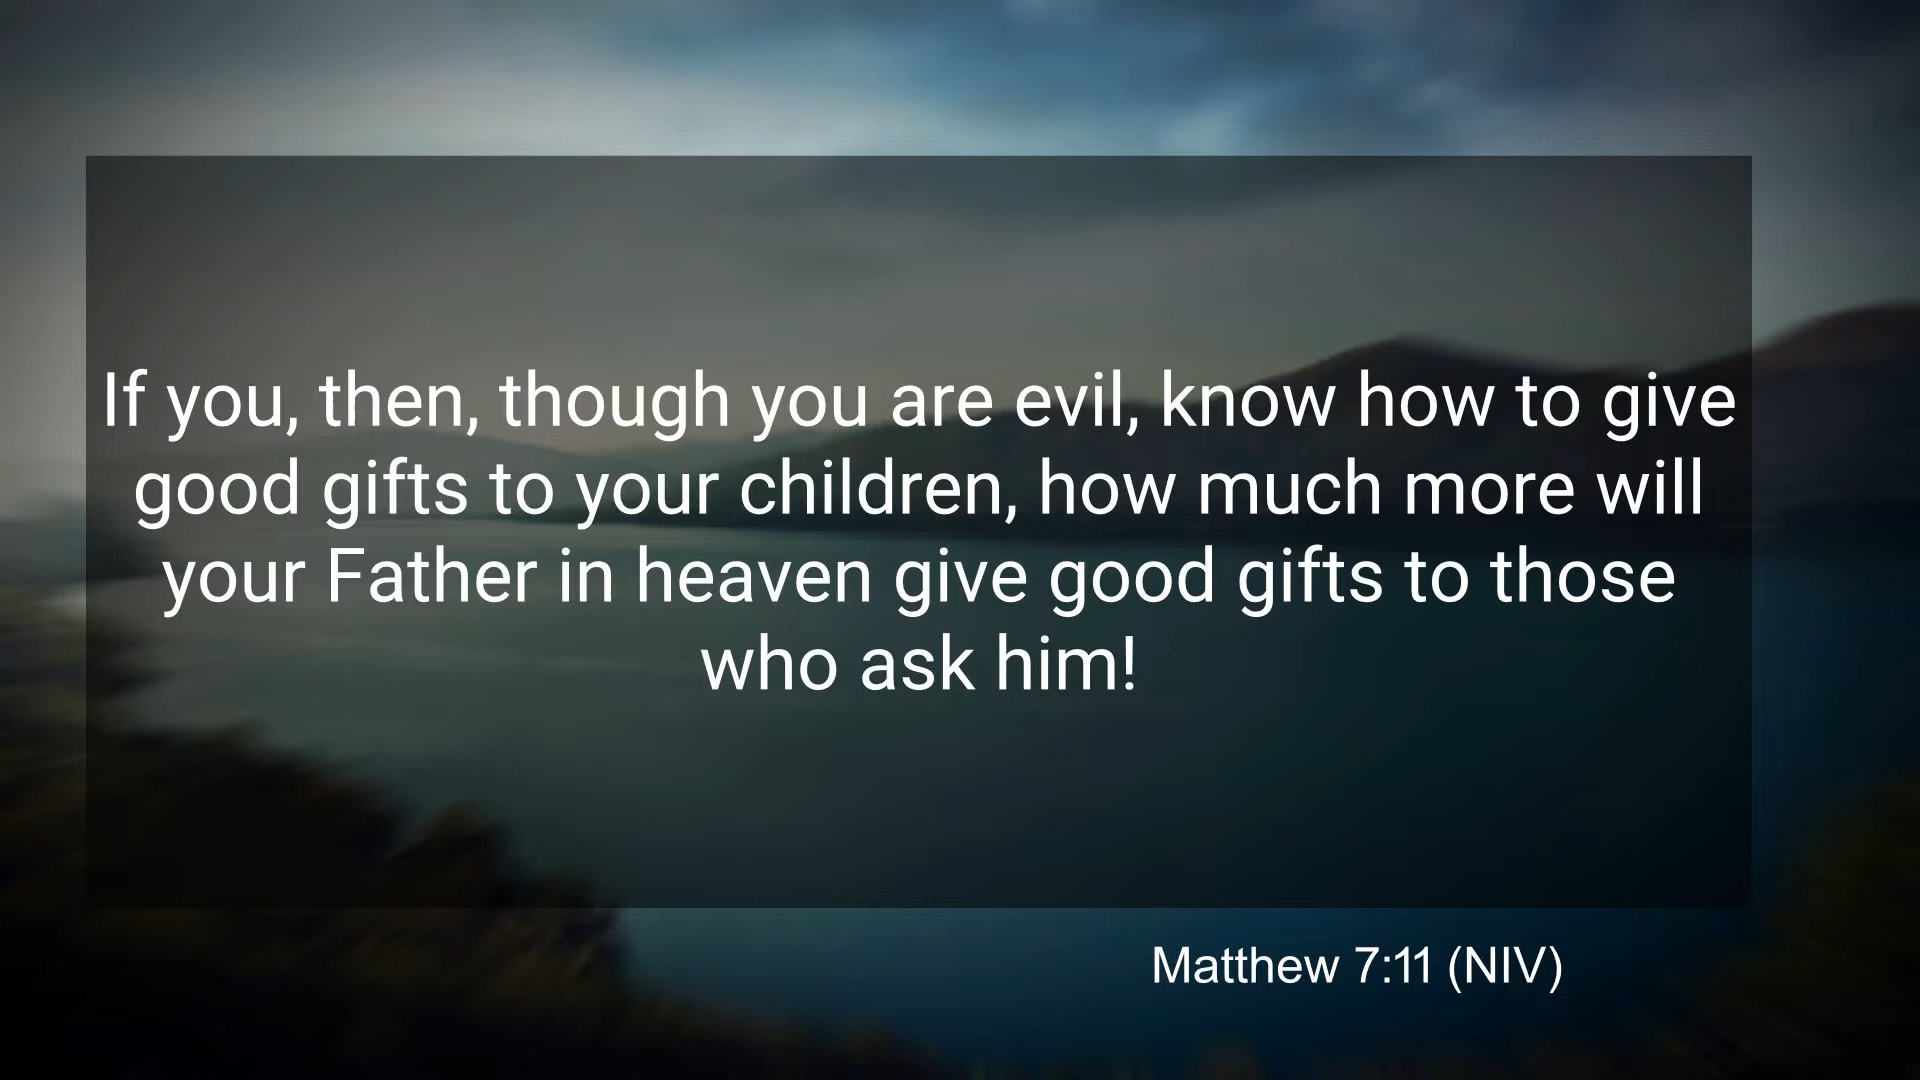 If you, then, though you are evil, know how to give
good gifts to your children, how much more will
your Father in heaven give good gifts to those
who ask him!
Matthew 7:11 (NIV)